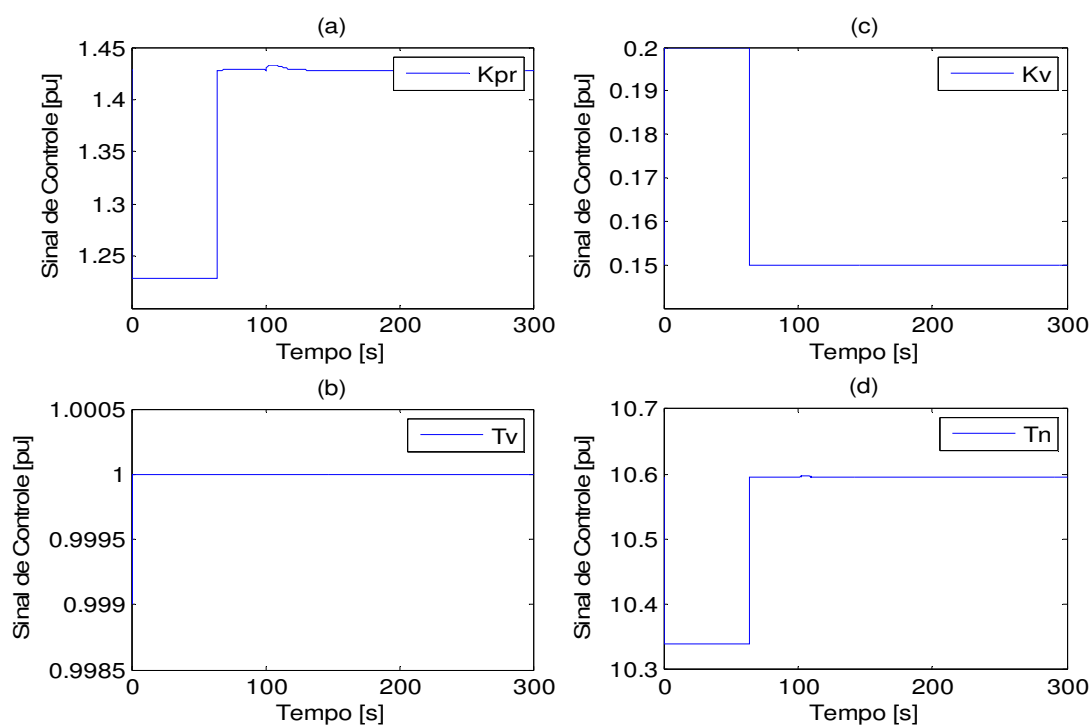 (a)
Sinal de Controle [pu]
1.45
1.4
1.35
1.3
1.25
Kpr
0
100
200
300
Tempo [s]
(c)
Sinal de Controle [pu]
0.2
0.19
0.18
0.17
0.16
0.15
Kv
0
100
200
300
Tempo [s]
(b)
Sinal de Controle [pu]
1.0005
1
0.9995
0.999
0.9985
Tv
0
100
200
300
Tempo [s]
(d)
Sinal de Controle [pu]
10.7
10.6
10.5
10.4
10.3
Tn
0
100
200
300
Tempo [s]